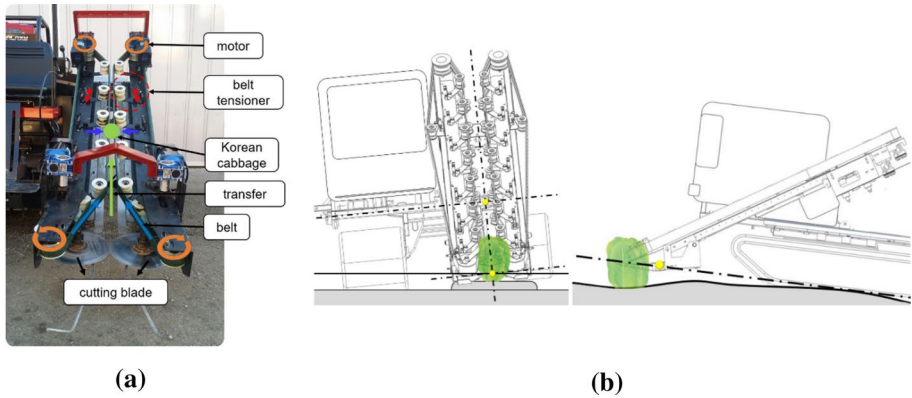 motor
belt
tensioner
Korean
cabbage
transfer
belt
cutting blade
(a)
(b)